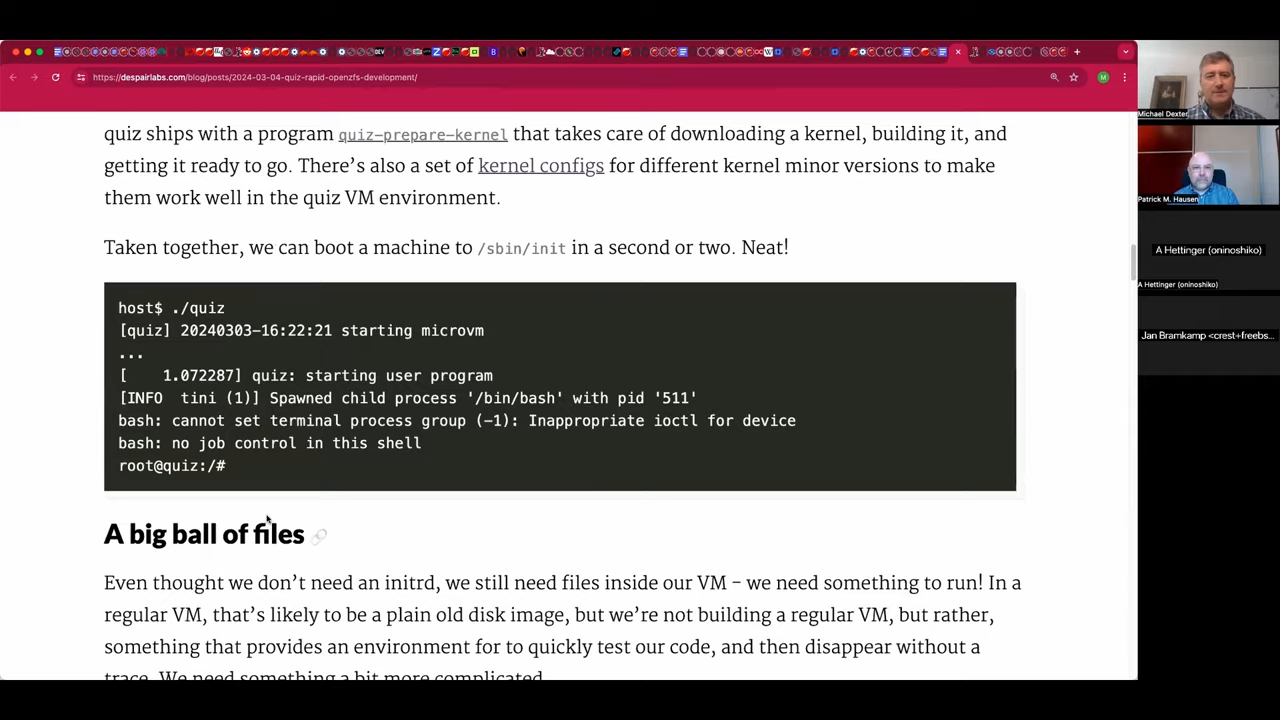 https://despairlabs.com/blog/posts/2024-03-04-quiz-rapid-openzfs-development/
M
quiz ships with a program quiz-prepare-kernel that takes care of downloading a kernel, building it, and
getting it ready to go. There's also a set of kernel configs for different kernel minor versions to make
them work well in the quiz VM environment.
Taken together, we can boot a machine to /sbin/init in a second or two. Neat!
host$ ./quiz
[quiz] 20240303-16:22:21 starting microvm
...
[    1.072287] quiz: starting user program
[INFO  tini (1)] Spawned child process '/bin/bash' with pid '511'
bash: cannot set terminal process group (-1): Inappropriate ioctl for device
bash: no job control in this shell
root@quiz:/#
A big ball of files
Even thought we don't need an initrd, we still need files inside our VM – we need something to run! In a
regular VM, that's likely to be a plain old disk image, but we're not building a regular VM, but rather,
something that provides an environment for to quickly test our code, and then disappear without a
trace. We need something a bit more complicated.
Michael Dexter
Patrick M. Hausen
A Hettinger (oninoshiko)
A Hettinger (oninoshiko)
Jan Bramkamp <crest+freebs...